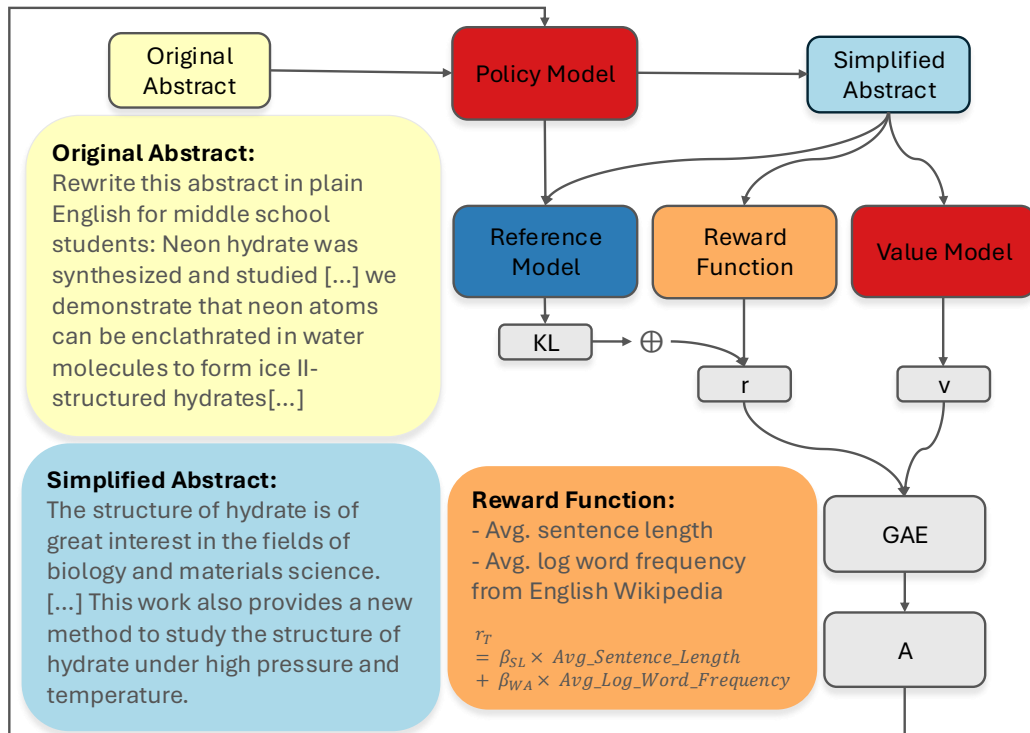 Original
Abstract
Policy Model
Simplified
Abstract
Original Abstract:
Rewrite this abstract in plain
English for middle school
students: Neon hydrate was
synthesized and studied [...] we
demonstrate that neon atoms
can be enclathrated in water
molecules to form ice II-
structured hydrates[...]
Reference
Model
Reward
Function
Value Model
KL
⊕
r
v
Simplified Abstract:
The structure of hydrate is of
great interest in the fields of
biology and materials science.
[...] This work also provides a new
method to study the structure of
hydrate under high pressure and
temperature.
Reward Function:
- Avg. sentence length
- Avg. log word frequency
from English Wikipedia
r_T
= β_SL × Avg_Sentence_Length
+ β_WA × Avg_Log_Word_Frequency
GAE
A